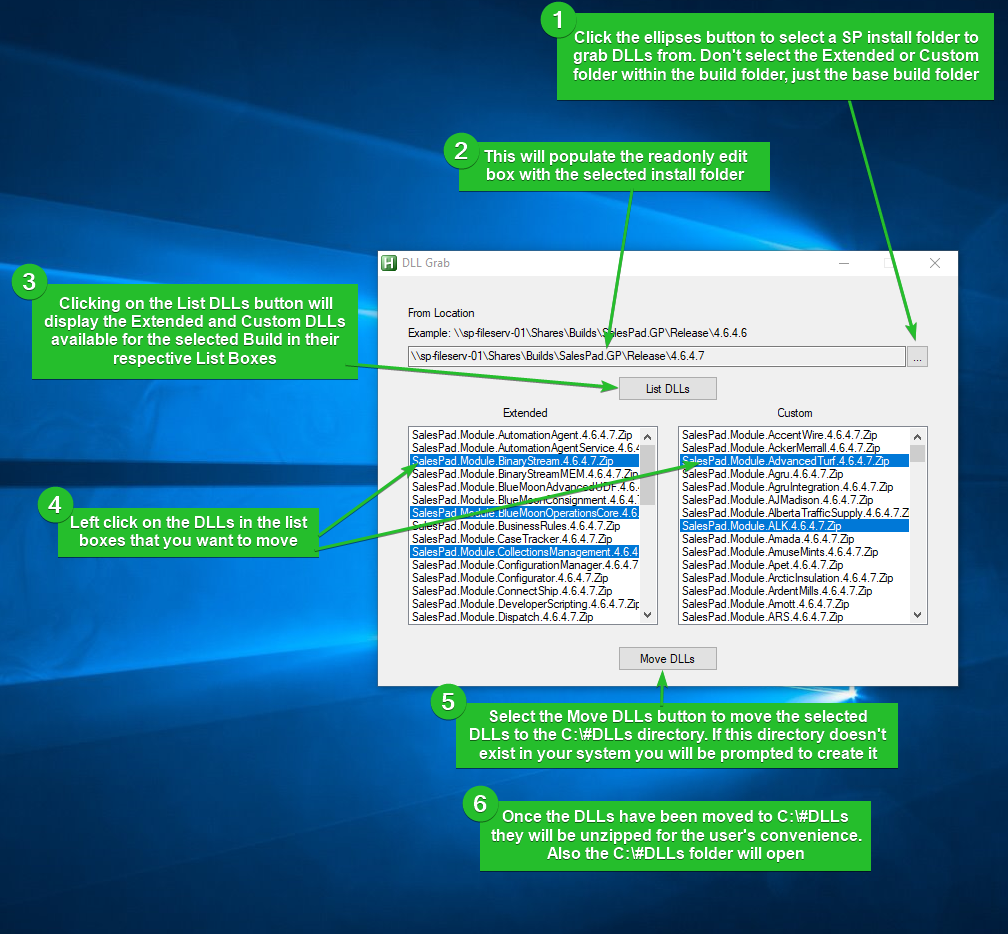 1
Click the ellipses button to select a SP install folder to
grab DLLs from. Don't select the Extended or Custom
folder within the build folder, just the base build folder
2
This will populate the readonly edit
box with the selected install folder
3
Clicking on the List DLLs button will
display the Extended and Custom DLLs
available for the selected Build in their
respective List Boxes
H DLL Grab
From Location
Example: \\sp-fileserv-01\Shares\Builds\SalesPad.GP\Release\4.6.4.6
\\sp-fileserv-01\Shares\Builds\SalesPad.GP\Release\4.6.4.7
...
List DLLs
Extended
SalesPad.Module.AutomationAgent.4.6.4.7.Zip
SalesPad.Module.AutomationAgentService.4.6.4
SalesPad.Module.BinaryStream.4.6.4.7.Zip
SalesPad.Module.BinaryStreamMEM.4.6.4.7.Zip
SalesPad.Module.BlueMoonAdvancedUDF.4.6.
SalesPad.Module.BlueMoonConsignment.4.6.4.7
SalesPad.Module.BlueMoonOperationsCore.4.6.
SalesPad.Module.BusinessRules.4.6.4.7.Zip
SalesPad.Module.CaseTracker.4.6.4.7.Zip
SalesPad.Module.CollectionsManagement.4.6.4
SalesPad.Module.ConfigurationManager.4.6.4.7
SalesPad.Module.Configurator.4.6.4.7.Zip
SalesPad.Module.ConnectShip.4.6.4.7.Zip
SalesPad.Module.DeveloperScripting.4.6.4.7.Zip
SalesPad.Module.Dispatch.4.6.4.7.Zip
Custom
SalesPad.Module.AccentWire.4.6.4.7.Zip
SalesPad.Module.AckerMerrall.4.6.4.7.Zip
SalesPad.Module.AdvancedTurf.4.6.4.7.Zip
SalesPad.Module.Agru.4.6.4.7.Zip
SalesPad.Module.AgruIntegration.4.6.4.7.Zip
SalesPad.Module.AJMadison.4.6.4.7.Zip
SalesPad.Module.AlbertaTrafficSupply.4.6.4.7.Z
SalesPad.Module.ALK.4.6.4.7.Zip
SalesPad.Module.Amada.4.6.4.7.Zip
SalesPad.Module.AmuseMints.4.6.4.7.Zip
SalesPad.Module.Apet.4.6.4.7.Zip
SalesPad.Module.ArcticInsulation.4.6.4.7.Zip
SalesPad.Module.ArdentMills.4.6.4.7.Zip
SalesPad.Module.Arnott.4.6.4.7.Zip
SalesPad.Module.ARS.4.6.4.7.Zip
4
Left click on the DLLs in the list
boxes that you want to move
Move DLLs
5
Select the Move DLLs button to move the selected
DLLs to the C:\#DLLs directory. If this directory doesn't
exist in your system you will be prompted to create it
6
Once the DLLs have been moved to C:\#DLLs
they will be unzipped for the user's convenience.
Also the C:\#DLLs folder will open